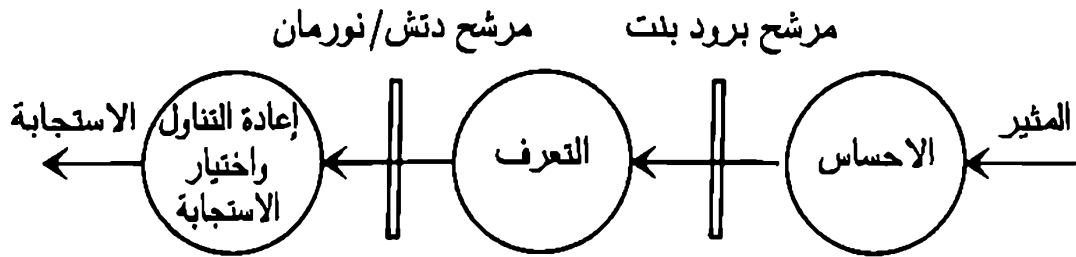 مرشح برود بنت
مرشح دتش/نورمان
المثير
الاحساس
التعرف
إعادة التناول
واختيار
الاستجابة
الاستجابة